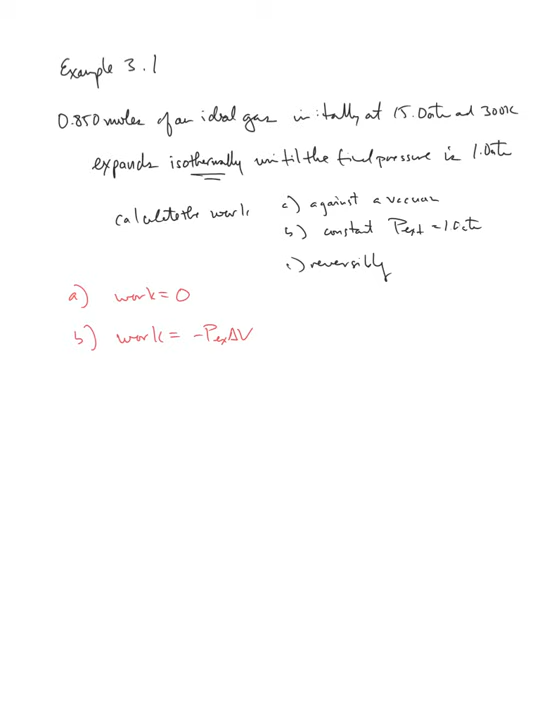 Example 3.1
0.850 moles of an ideal gas initally at 15.0atm and 300K
expands isothermally until the final pressure is 1.0atm
calculate the work a) against a vacuum
b) constant Pext = 1.0atm
c) reversibly
a) work = 0
b) work = -PexΔV